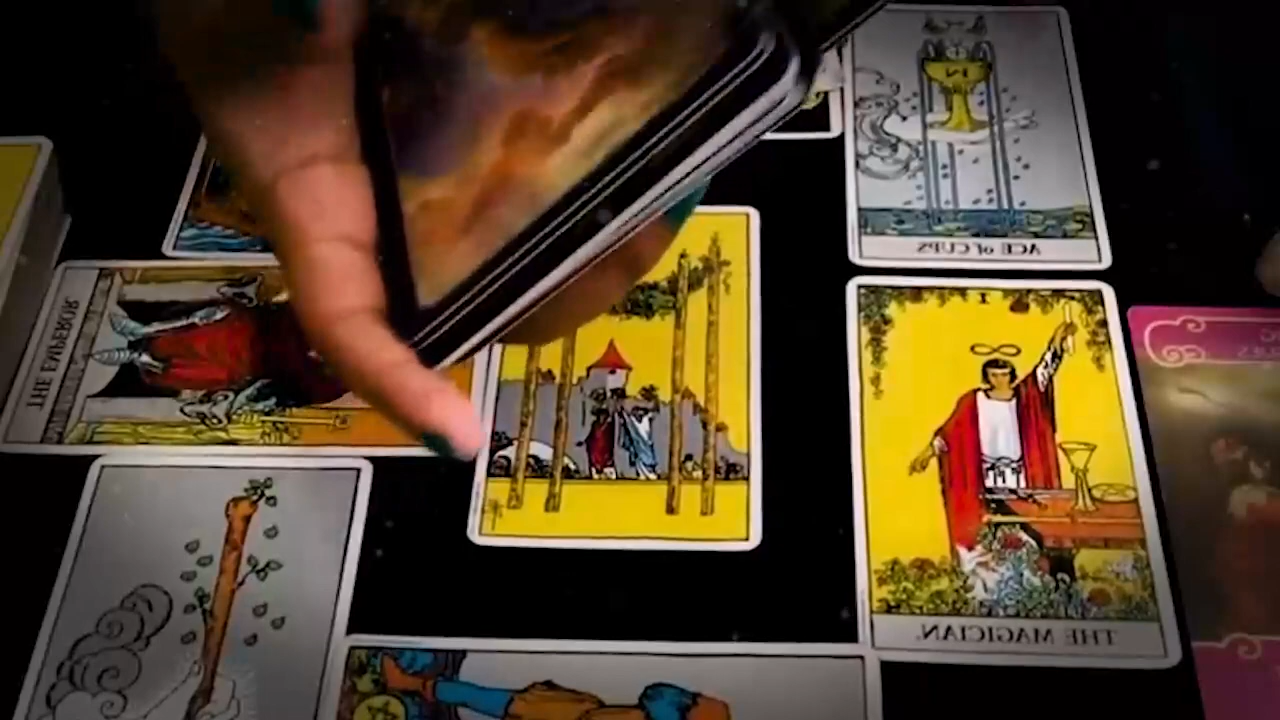 ACE of CUPS
I
THE EMPEROR
THE MAGICIAN.